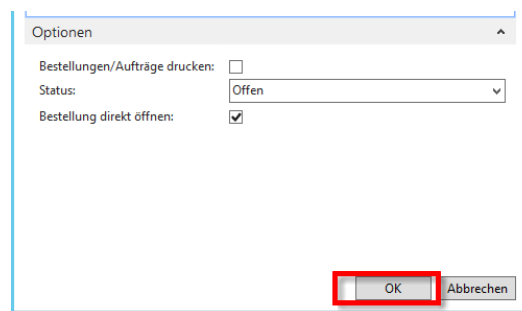 Optionen
Bestellungen/Aufträge drucken:
Status: Offen
Bestellung direkt öffnen:
OK Abbrechen